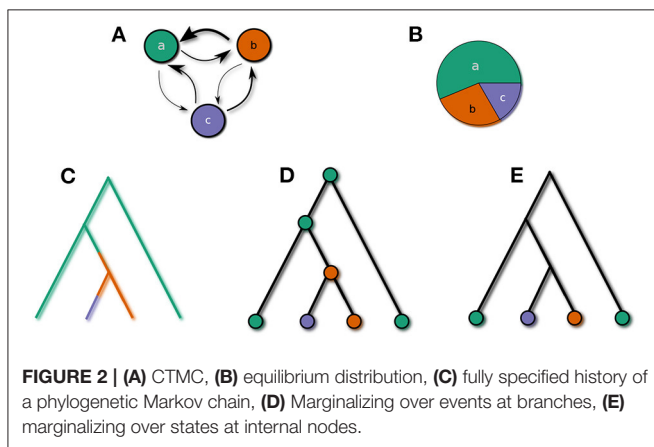 A
B
a
b
c
a
b
c
C
D
E
FIGURE 2 | (A) CTMC, (B) equilibrium distribution, (C) fully specified history of
a phylogenetic Markov chain, (D) Marginalizing over events at branches, (E)
marginalizing over states at internal nodes.